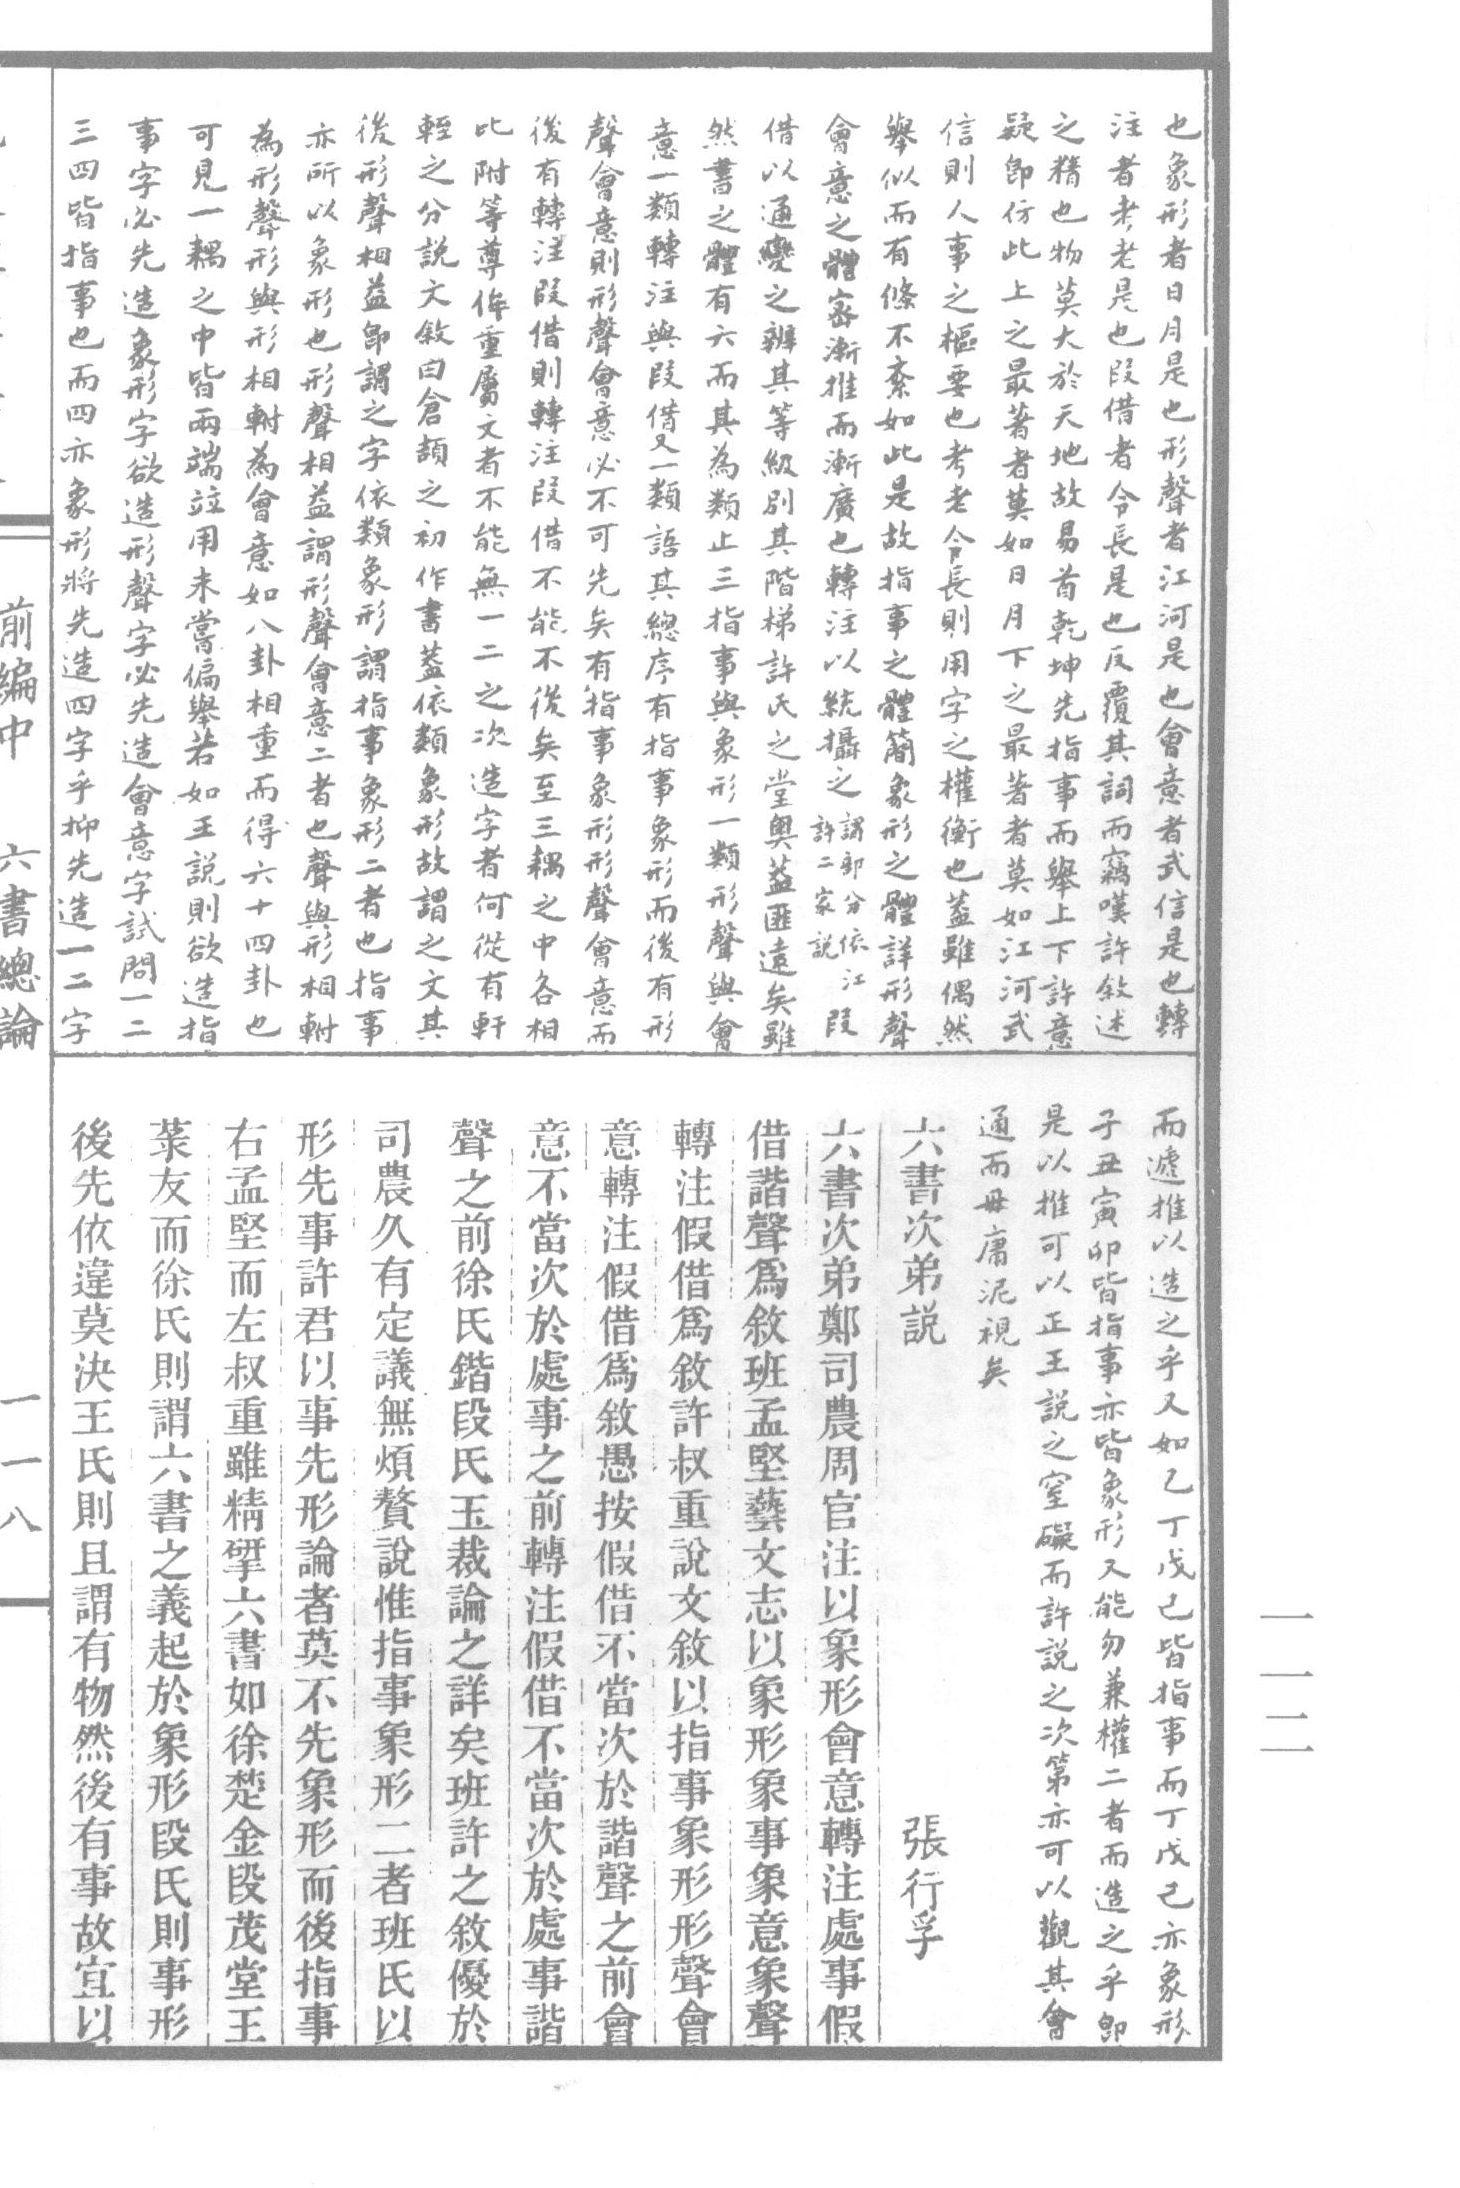 也象形者日月是也形聲者江河是也會意者武信是也轉
注者考老是也叚借者令長是也反覆其詞而竊嘆許敘述
之精也物莫大於天地故易首乾坤先指事而舉上下許意
疑卽仿此上之最著者莫如日月下之最著者莫如江河武
信則人事之樞要也考老令長則用字之權衡也蓋雖偶然
舉似而有條不紊如此是故指事之體簡象形之體詳形聲
會意之體密漸推而漸廣也轉注以統攝之謂部分依江許二家說叚
借以通變之辨其等級別其階梯許氏之堂奧蓋匪遠矣雖
然書之體有六而其為類止三指事與象形一類形聲與會
意一類轉注與叚借又一類語其總序有指事象形而後有形
聲會意則形聲會意必不可先矣有指事象形形聲會意而
後有轉注叚借則轉注叚借不能不後矣至三耦之中各相
比附等尊侔重屬文者不能無一二之次造字者何從有軒
輊之分說文敘曰倉頡之初作書蓋依類象形故謂之文其
後形聲相益卽謂之字依類象形謂指事象形二者也指事
亦所以象形也形聲相益謂形聲會意二者也聲與形相軵
為形聲形與形相軵為會意如八卦相重而得六十四卦也
可見一耦之中皆兩端竝用未嘗偏舉若如王說則欲造指
事字必先造象形字欲造形聲字必先造會意字試問一二
三四皆指事也而四亦象形將先造四字乎抑先造一二字
而遞推以造之乎又如乙丁戊己皆指事而丁戊己亦象形
子丑寅卯皆指事亦皆象形又能勿兼權二者而造之乎卽
是以推可以正王說之窒礙而許說之次第亦可以觀其會
通而毋庸泥視矣
六書次弟說 張行孚
六書次弟鄭司農周官注以象形會意轉注處事假
借諧聲爲敘班孟堅藝文志以象形象事象意象聲
轉注假借爲敘許叔重說文敘以指事象形形聲會
意轉注假借爲敘愚按假借不當次於諧聲之前會
意不當次於處事之前轉注假借不當次於處事諧
聲之前徐氏鍇段氏玉裁論之詳矣班許之敘優於
司農久有定議無煩贅說惟指事象形二者班氏以
形先事許君以事先形論者莫不先象形而後指事
右孟堅而左叔重雖精研六書如徐楚金段茂堂王
菉友而徐氏則謂六書之義起於象形段氏則事形
後先依違莫決王氏則且謂有物然後有事故宜以
前編中 六書總論 一一八
一一二